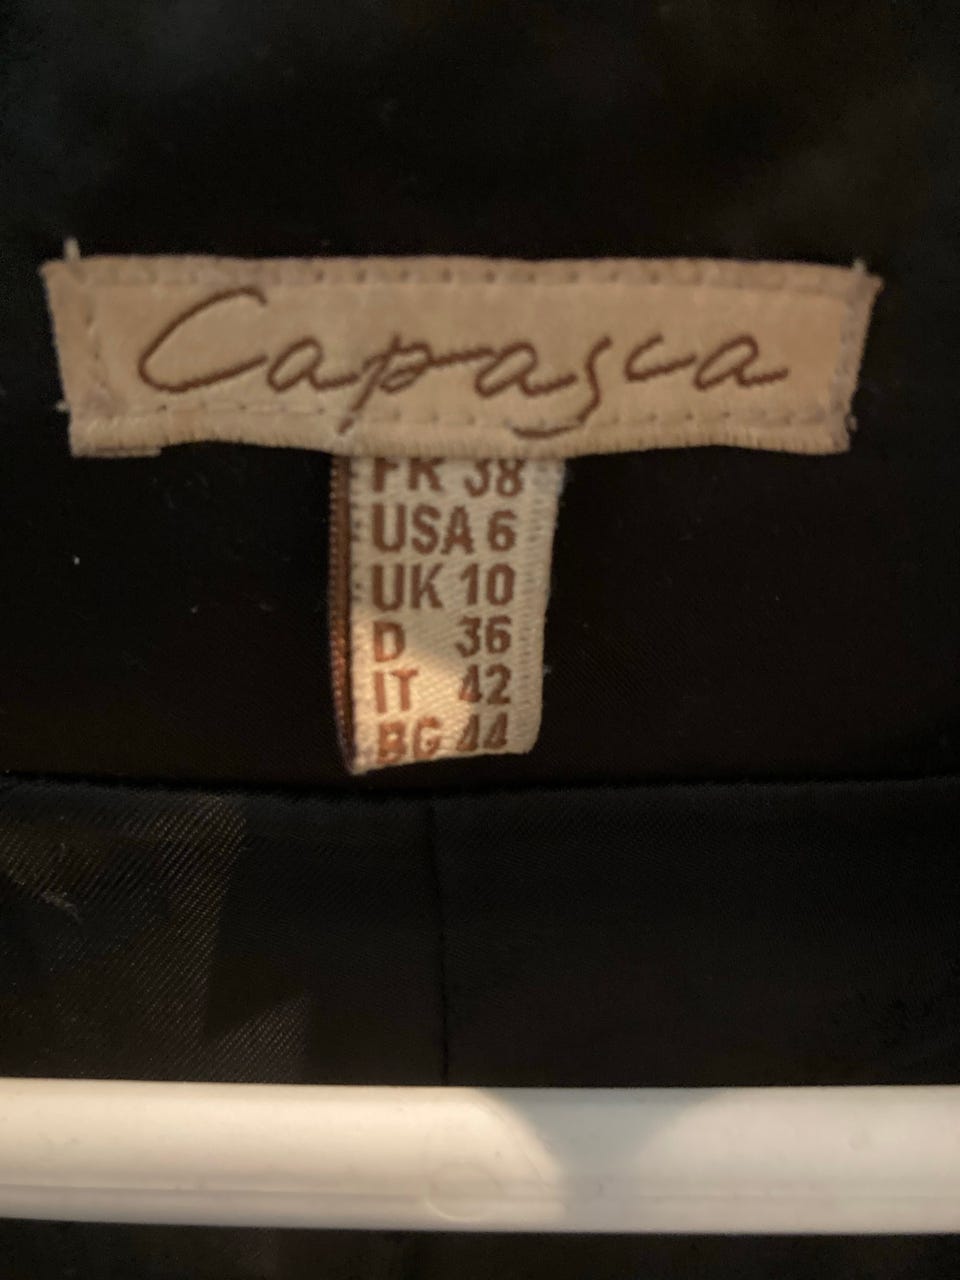 Capasca
FR 38
USA 6
UK 10
D 36
IT 42
BG 44